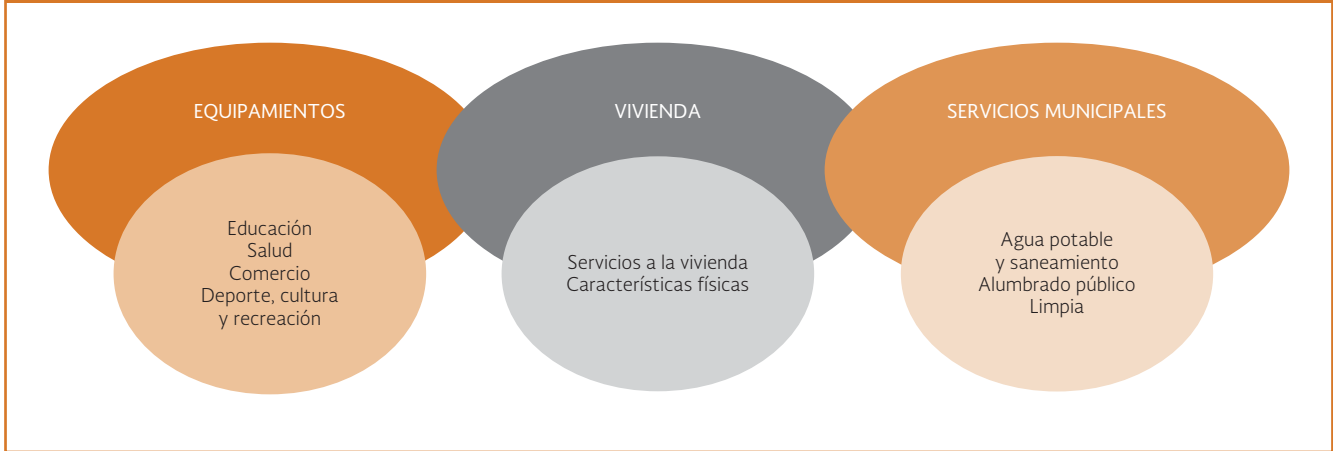 EQUIPAMIENTOS
Educación
Salud
Comercio
Deporte, cultura
y recreación
VIVIENDA
Servicios a la vivienda
Características físicas
SERVICIOS MUNICIPALES
Agua potable
y saneamiento
Alumbrado público
Limpia